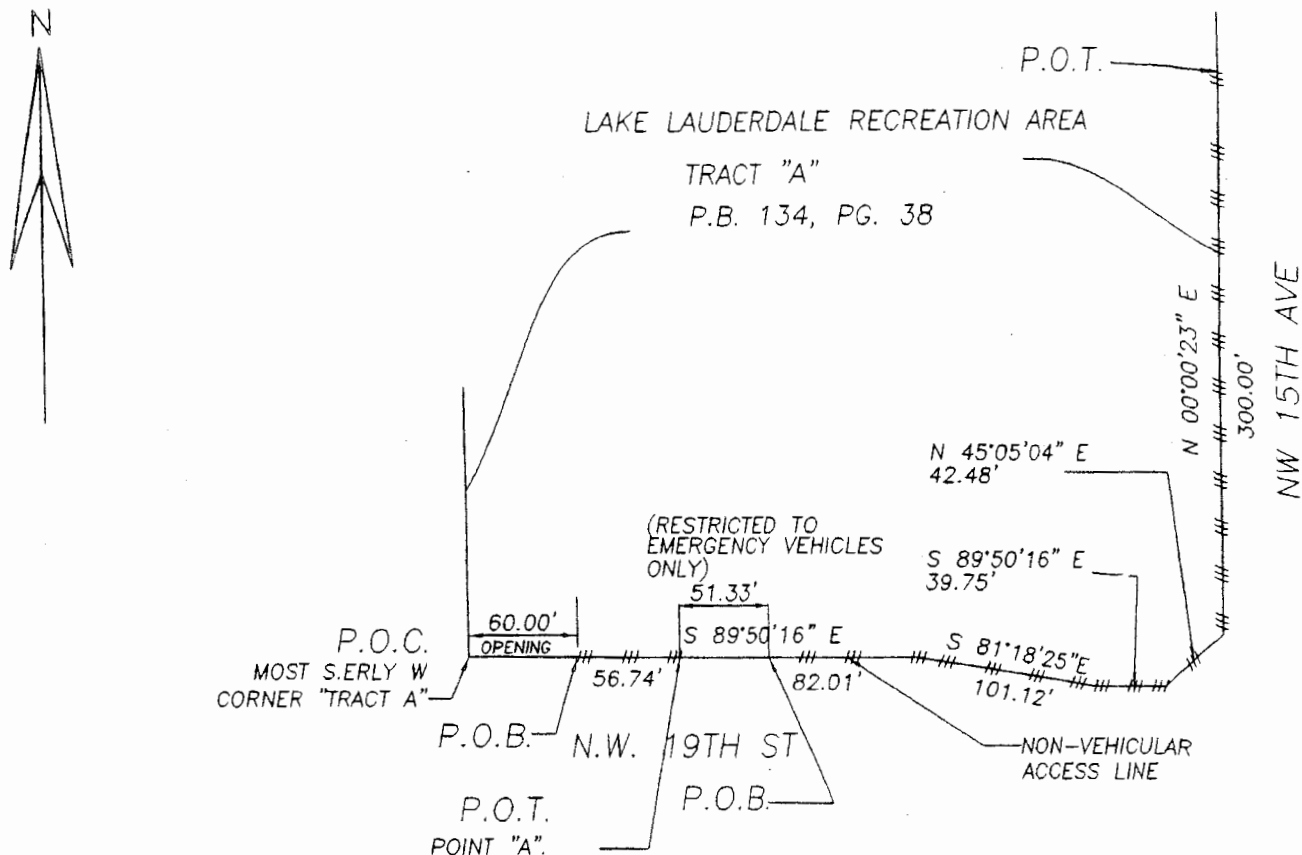 N
P.O.T.
LAKE LAUDERDALE RECREATION AREA
TRACT "A"
P.B. 134, PG. 38
N 00°00'23" E
300.00'
NW 15TH AVE
N 45°05'04" E
42.48'
(RESTRICTED TO
EMERGENCY VEHICLES
ONLY)
51.33'
S 89°50'16" E
39.75'
60.00'
OPENING
S 89°50'16" E
S 81°18'25"E
P.O.C.
MOST S.ERLY W
CORNER "TRACT A"
56.74'
82.01'
101.12'
P.O.B.
N.W. 19TH ST
NON-VEHICULAR
ACCESS LINE
P.O.T.
POINT "A".
P.O.B.